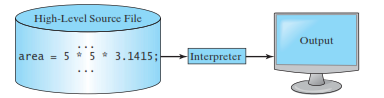 High-Level Source File
...
area = 5 * 5 * 3.1415;
...
Interpreter
Output